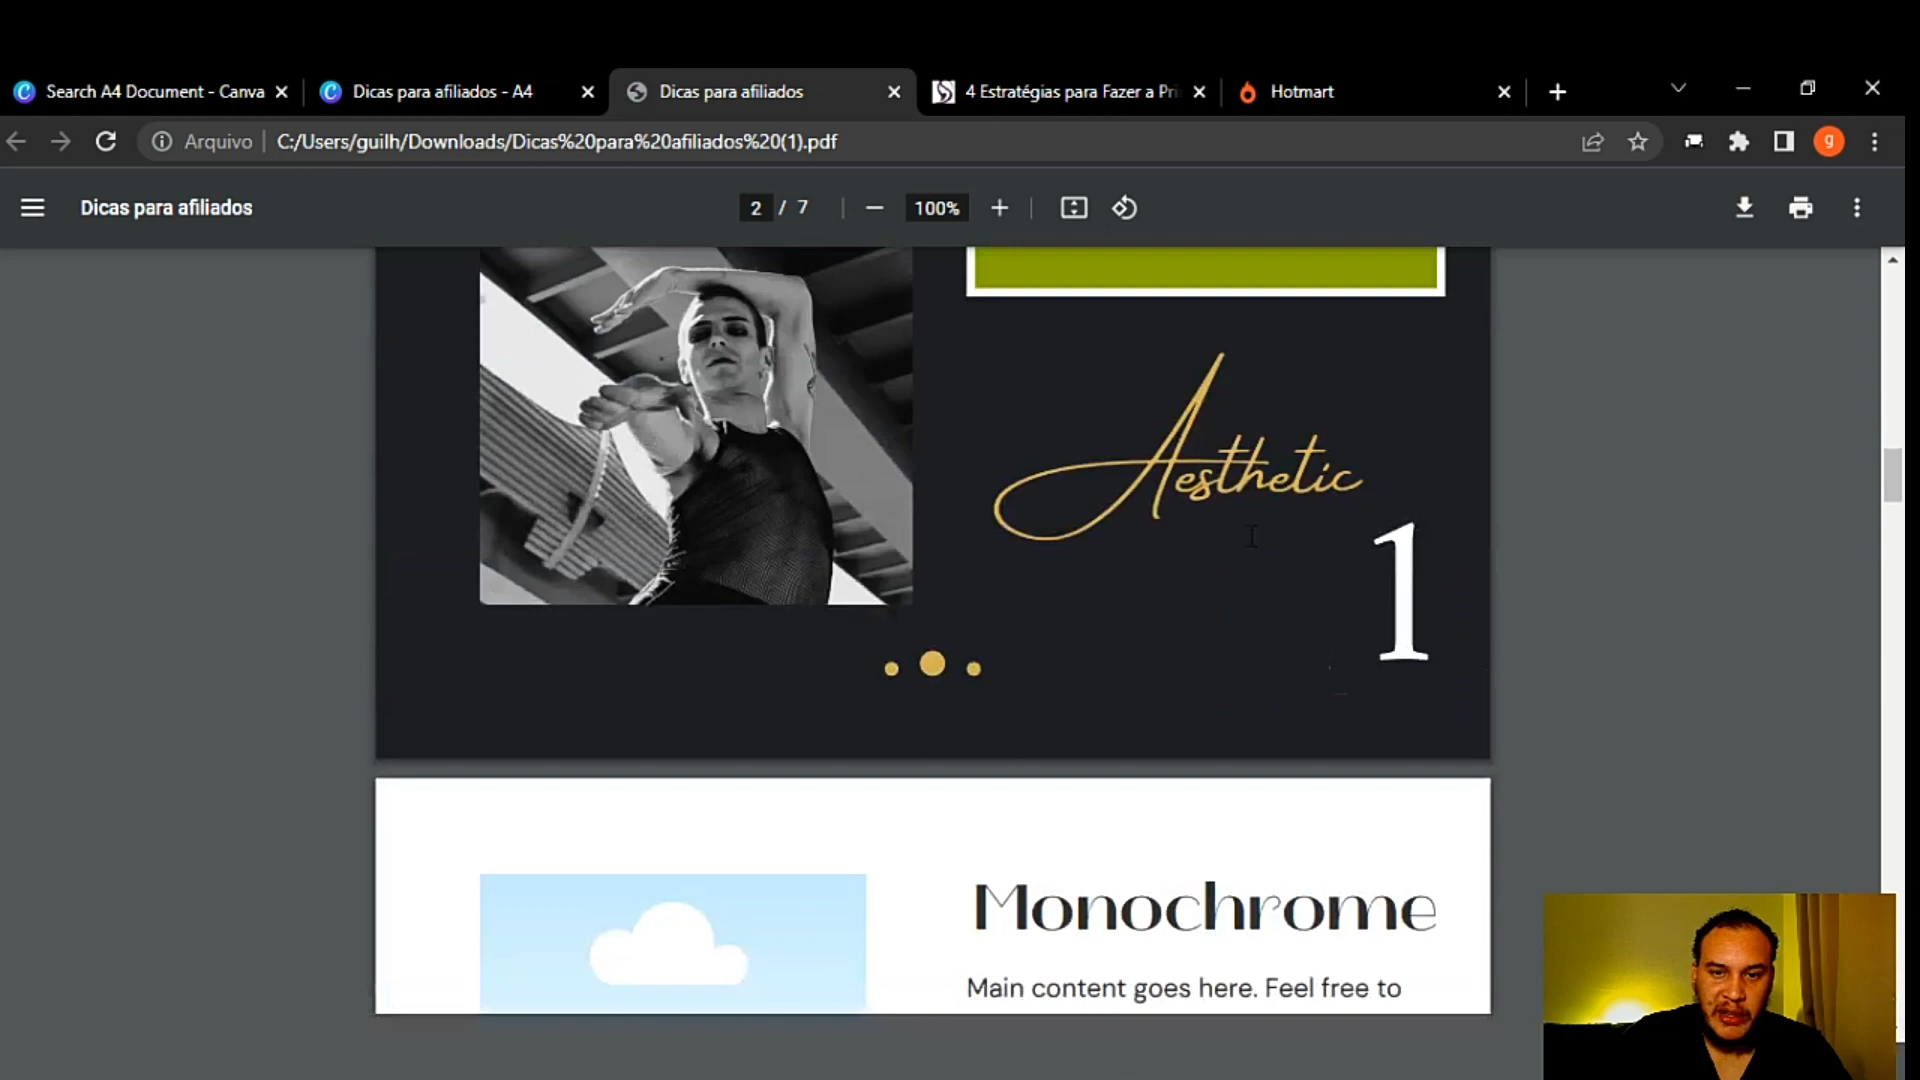 Search A4 Document - Canva
Dicas para afiliados - A4
Dicas para afiliados
4 Estratégias para Fazer a Pri
Hotmart
Arquivo
C:/Users/guilh/Downloads/Dicas%20para%20afiliados%20(1).pdf
g
Dicas para afiliados
2 / 7
100%
Aesthetic
1
Monochrome
Main content goes here. Feel free to